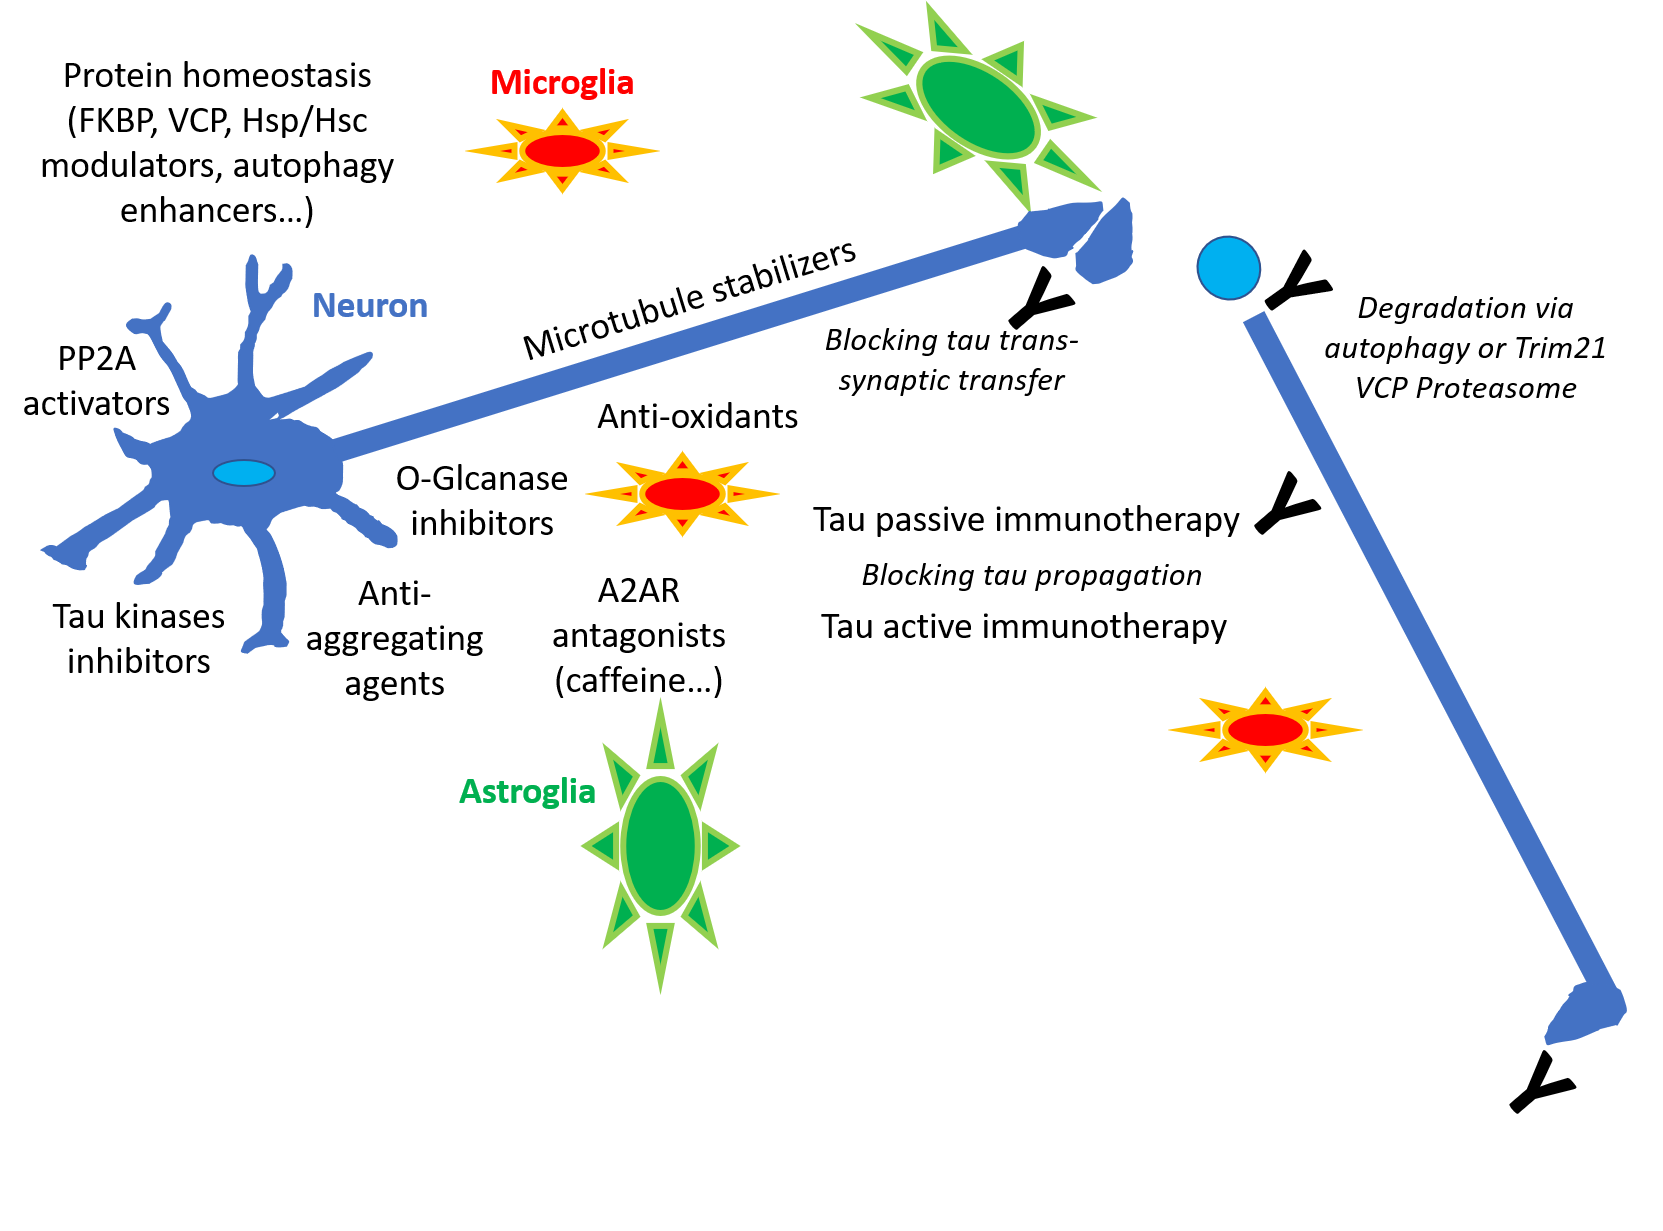 Protein homeostasis
(FKBP, VCP, Hsp/Hsc
modulators, autophagy
enhancers...)
Microglia
Neuron
Microtubule stabilizers
PP2A
activators
Blocking tau trans-
synaptic transfer
Degradation via
autophagy or Trim21
VCP Proteasome
Anti-oxidants
O-Glcanase
inhibitors
Tau passive immunotherapy
Blocking tau propagation
Tau active immunotherapy
Tau kinases
inhibitors
Anti-
aggregating
agents
A2AR
antagonists
(caffeine...)
Astroglia